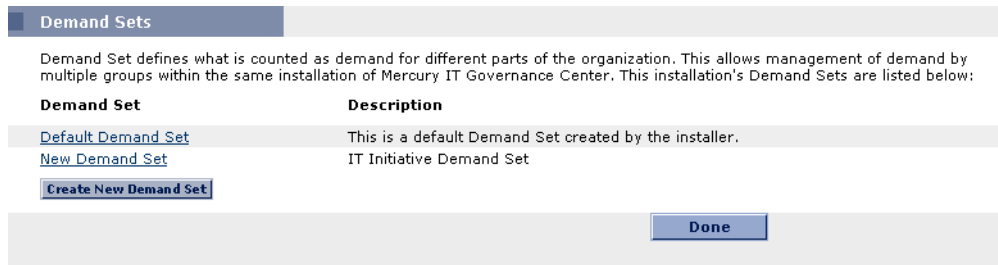 Demand Sets
Demand Set defines what is counted as demand for different parts of the organization. This allows management of demand by
multiple groups within the same installation of Mercury IT Governance Center. This installation's Demand Sets are listed below:
Demand Set Description
Default Demand Set This is a default Demand Set created by the installer.
New Demand Set IT Initiative Demand Set
Create New Demand Set
Done